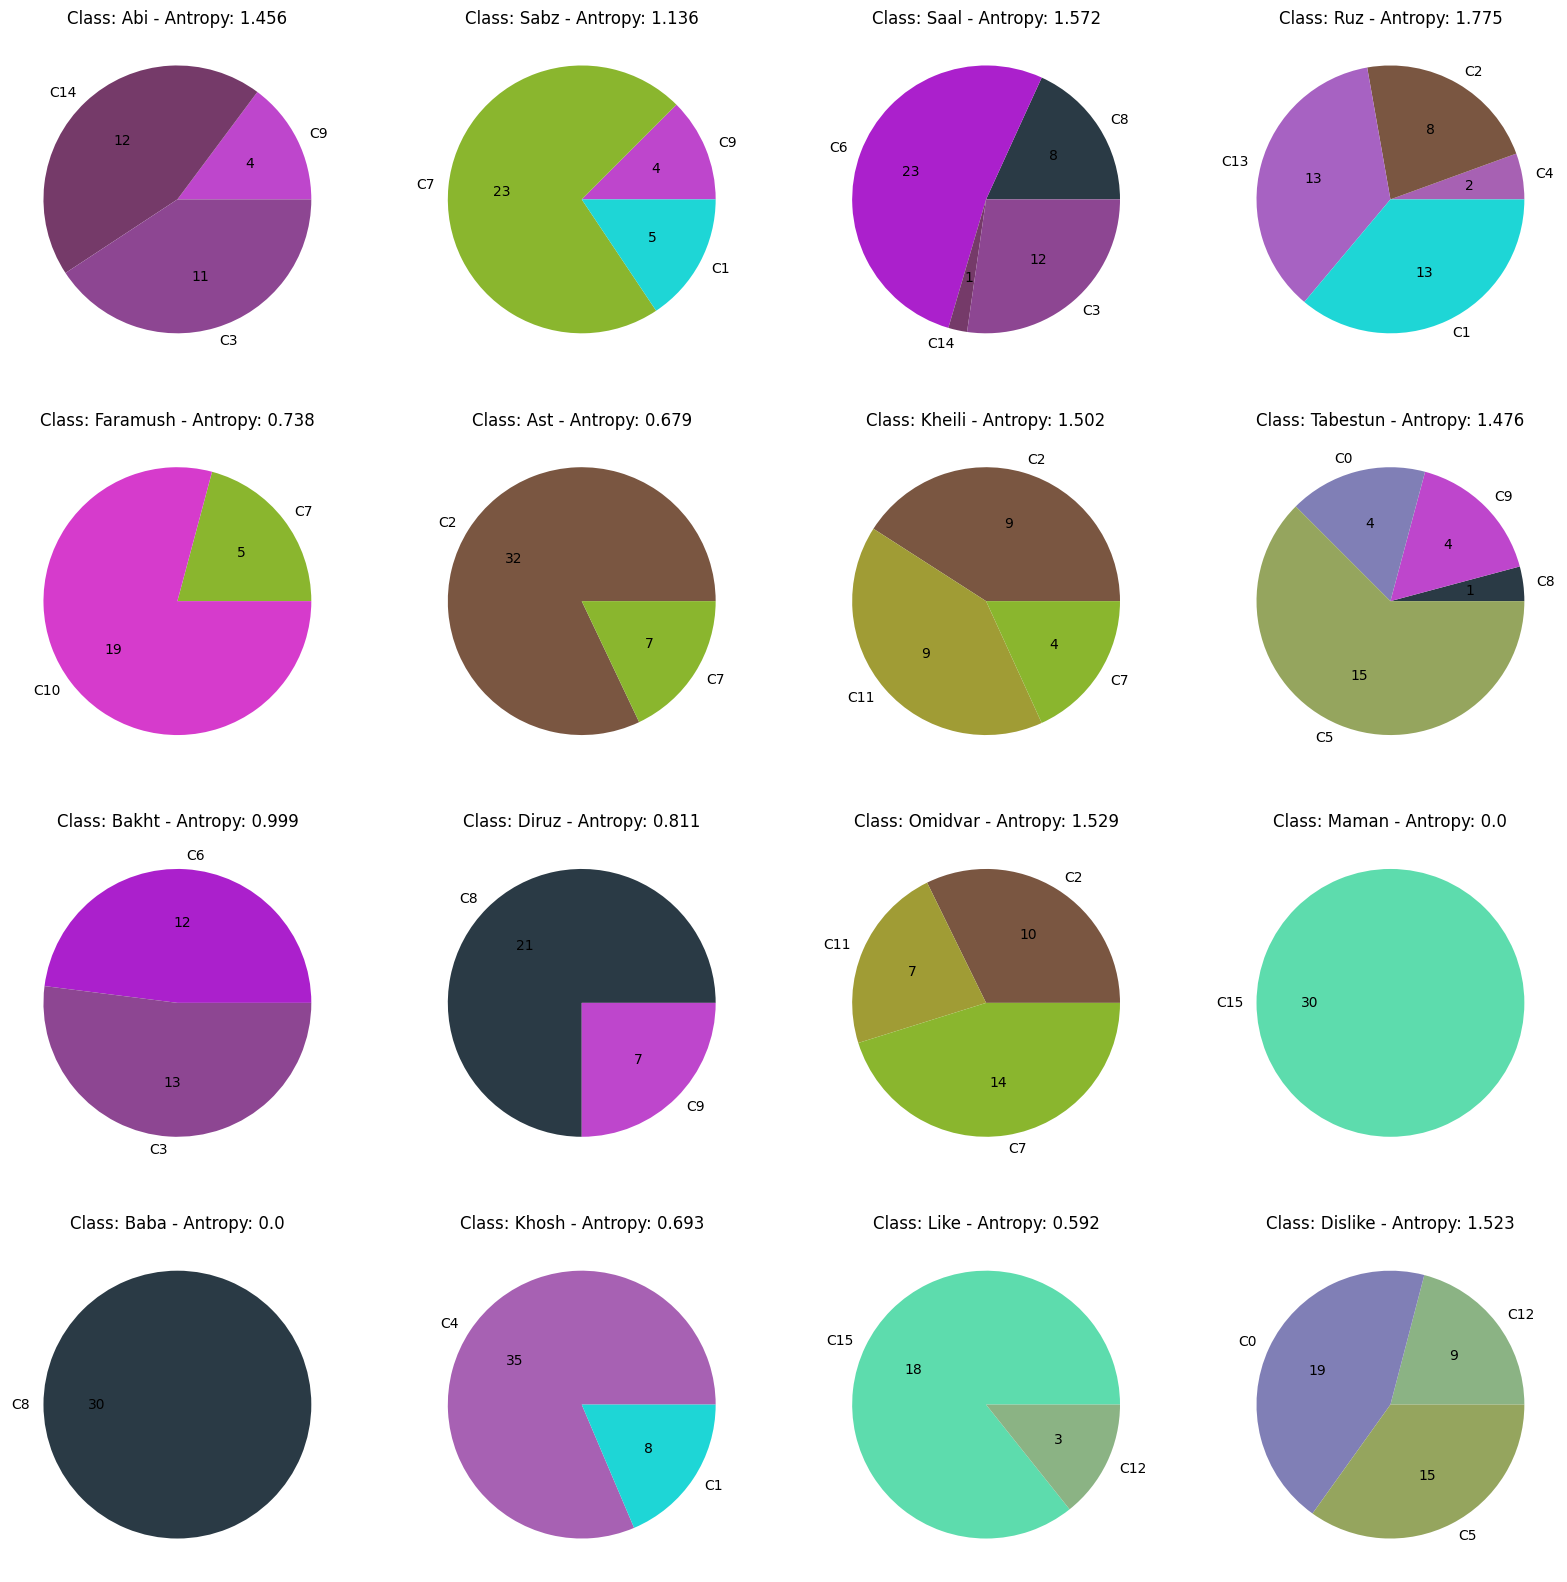 Class: Abi - Antropy: 1.456
C14
12
C9
4
11
C3
Class: Sabz - Antropy: 1.136
C9
4
C7
23
5
C1
Class: Saal - Antropy: 1.572
C8
C6
8
23
12
1
C3
C14
Class: Ruz - Antropy: 1.775
C2
8
C13
13
C4
2
13
C1
Class: Faramush - Antropy: 0.738
C7
5
19
C10
Class: Ast - Antropy: 0.679
C2
32
7
C7
Class: Kheili - Antropy: 1.502
C2
9
9
4
C7
C11
Class: Tabestun - Antropy: 1.476
C0
C9
4
4
C8
1
15
C5
Class: Bakht - Antropy: 0.999
C6
12
13
C3
Class: Diruz - Antropy: 0.811
C8
21
7
C9
Class: Omidvar - Antropy: 1.529
C2
10
C11
7
14
C7
Class: Maman - Antropy: 0.0
C15
30
Class: Baba - Antropy: 0.0
C8
30
Class: Khosh - Antropy: 0.693
C4
35
8
C1
Class: Like - Antropy: 0.592
C15
18
3
C12
Class: Dislike - Antropy: 1.523
C12
C0
9
19
15
C5